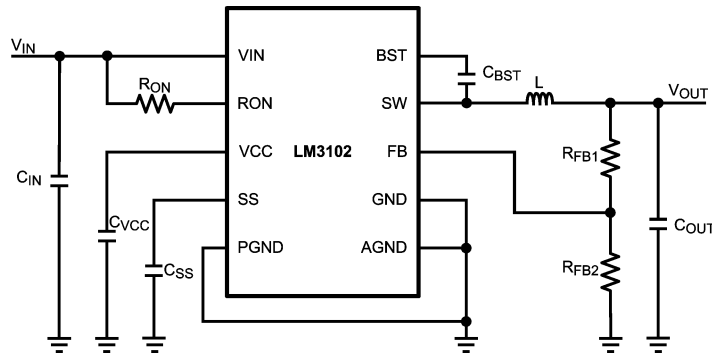 VIN
VIN
RON
RON
CIN
VCC
CVCC
SS
CSS
PGND
LM3102
BST
CBST
L
SW
VOUT
FB
RFB1
GND
COUT
AGND
RFB2